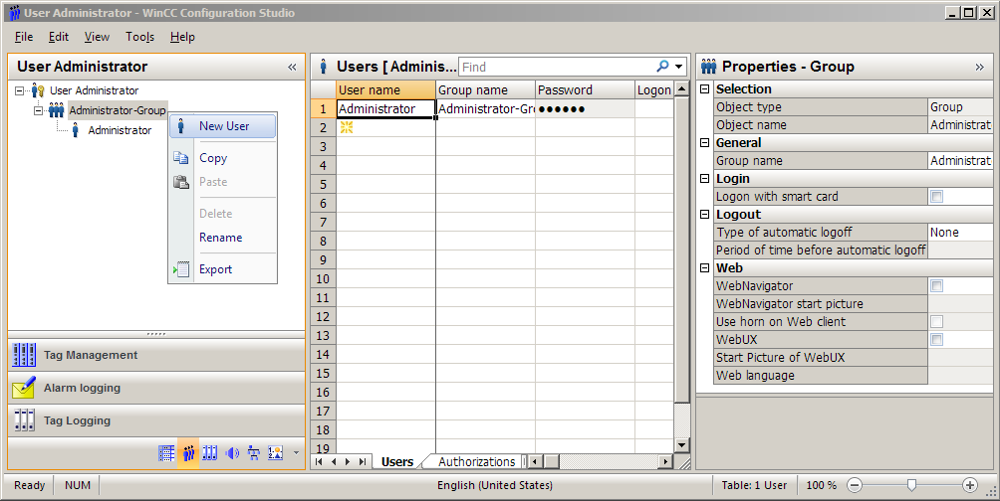 User Administrator - WinCC Configuration Studio
File Edit View Tools Help
User Administrator
User Administrator
Administrator-Group
Administrator
New User
Copy
Paste
Delete
Rename
Export
Tag Management
Alarm logging
Tag Logging
Users [ Adminis...
Find
User name Group name Password Logon
1 Administrator Administrator-Gro ●●●●●●
2
3
4
5
6
7
8
9
10
11
12
13
14
15
16
17
18
19
Users Authorizations
Properties - Group
Selection
Object type Group
Object name Administrat
General
Group name Administrat
Login
Logon with smart card
Logout
Type of automatic logoff None
Period of time before automatic logoff
Web
WebNavigator
WebNavigator start picture
Use horn on Web client
WebUX
Start Picture of WebUX
Web language
Ready NUM English (United States) Table: 1 User 100 %